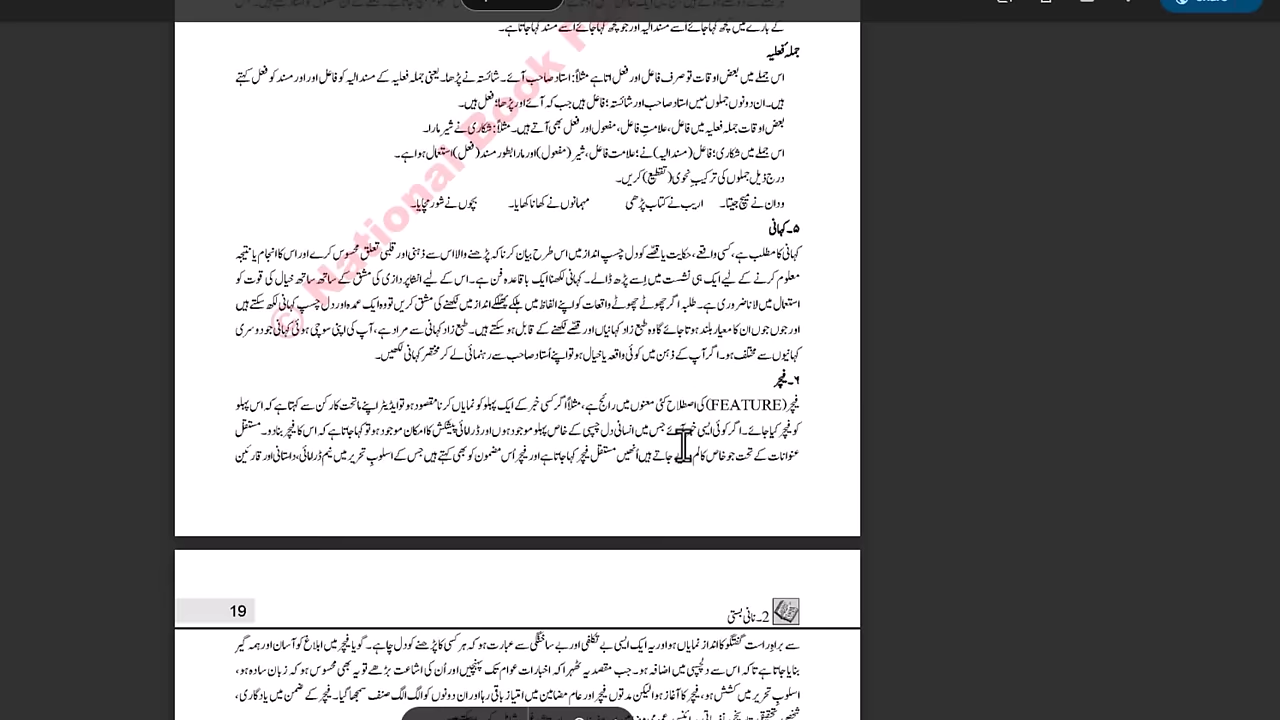 کے بارے میں کچھ کہا جائے اُسے مسند الیہ اور جو کچھ کہا جائے اُسے مسند کہا جاتا ہے۔
جملہ فعلیہ
اس جملے میں بعض اوقات تو صرف فاعل اور فعل آتا ہے مثلاً: استاد صاحب آئے۔ شائستہ نے پڑھا۔ یعنی جملہ فعلیہ کے مسند الیہ کو فاعل اور اور مسند کو فعل کہتے
ہیں۔ ان دونوں جملوں میں استاد صاحب اور شائستہ؛ فاعل ہیں جب کہ آئے اور پڑھا؛ فعل ہیں۔
بعض اوقات جملہ فعلیہ میں فاعل، علامتِ فاعل، مفعول اور فعل بھی آتے ہیں۔ مثلاً: شکاری نے شیر مارا۔
اس جملے میں شکاری؛ فاعل (مسند الیہ) نے؛ علامت فاعل، شیر (مفعول) اور مارا بطور مسند (فعل) استعمال ہوا ہے۔
درج ذیل جملوں کی ترکیبِ نحوی (تقطیع) کریں۔
ودان نے میچ جیتا۔ اریب نے کتاب پڑھی مہمانوں نے کھانا کھایا۔ بچوں نے شور مچایا۔
۵۔ کہانی
کہانی کا مطلب ہے، کسی واقعے، حکایت یا قصّے کو دل چسپ انداز میں اس طرح بیان کرنا کہ پڑھنے والا اس سے ذہنی اور قلبی تعلق محسوس کرے اور اس کا انجام یا نتیجہ
معلوم کرنے کے لیے ایک ہی نشست میں اِسے پڑھ ڈالے۔ کہانی لکھنا ایک باقاعدہ فن ہے۔ اس کے لیے انشا پردازی کی مشق کے ساتھ ساتھ خیال کی قوت کو
استعمال میں لانا ضروری ہے۔ طلبہ اگر چھوٹے چھوٹے واقعات کو اپنے الفاظ میں ہلکے پھلکے انداز میں لکھنے کی مشق کریں تو وہ ایک عمدہ اور دل چسپ کہانی لکھ سکتے ہیں
اور جوں جوں ان کا معیار بلند ہوتا جائے گا وہ طبع زاد کہانیاں اور قصے لکھنے کے قابل ہو سکتے ہیں۔ طبع زاد کہانی سے مراد ہے، آپ کی اپنی سوچی ہوئی کہانی جو دوسری
کہانیوں سے مختلف ہو۔ اگر آپ کے ذہن میں کوئی واقعہ یا خیال ہو تو اپنے اُستاد صاحب سے رہنمائی لے کر مختصر کہانی لکھیں۔
۶۔ فیچر
فیچر (FEATURE) کی اصطلاح کئی معنوں میں رائج ہے، مثلاً اگر کسی خبر کے ایک پہلو کو نمایاں کرنا مقصود ہو تو ایڈیٹر اپنے ماتحت کارکن سے کہتا ہے کہ اس پہلو
کو فیچر کیا جائے۔ اگر کوئی ایسی خبر آئے جس میں انسانی دل چسپی کے خاص پہلو موجود ہوں اور ڈرامائی پیشکش کا امکان موجود ہو تو کہا جاتا ہے کہ اس کا فیچر بنا دو۔ مستقل
عنوانات کے تحت جو خاص کالم جاتے ہیں اُنھیں مستقل فیچر کہا جاتا ہے اور فیچر اُس مضمون کو بھی کہتے ہیں جس کے اسلوبِ تحریر میں نیم ڈرامائی، داستانی اور قارئین
2۔ نانی بستی 19
سے براہِ راست گفتگو کا انداز نمایاں ہو اور یہ ایک ایسی بے تکلفی اور بے ساختگی سے عبارت ہو کہ ہر کسی کا پڑھنے کو دل چاہے۔ گویا فیچر میں ابلاغ کو آسان اور ہمہ گیر
بنایا جاتا ہے تاکہ اس سے دلچسپی میں اضافہ ہو۔ جب مقصد یہ ٹھہرا کہ اخبارات عوام تک پہنچیں اور اُن کی اشاعت بڑھے تو یہ بھی محسوس ہو کہ زبان سادہ ہو،
اسلوبِ تحریر میں کشش ہو، فیچر کا آغاز ہوا لیکن مدتوں فیچر اور عام مضامین میں امتیاز باقی رہا اور ان دونوں کو الگ الگ صنف سمجھا گیا۔ فیچر کے ضمن میں یادگاری،
© National Book